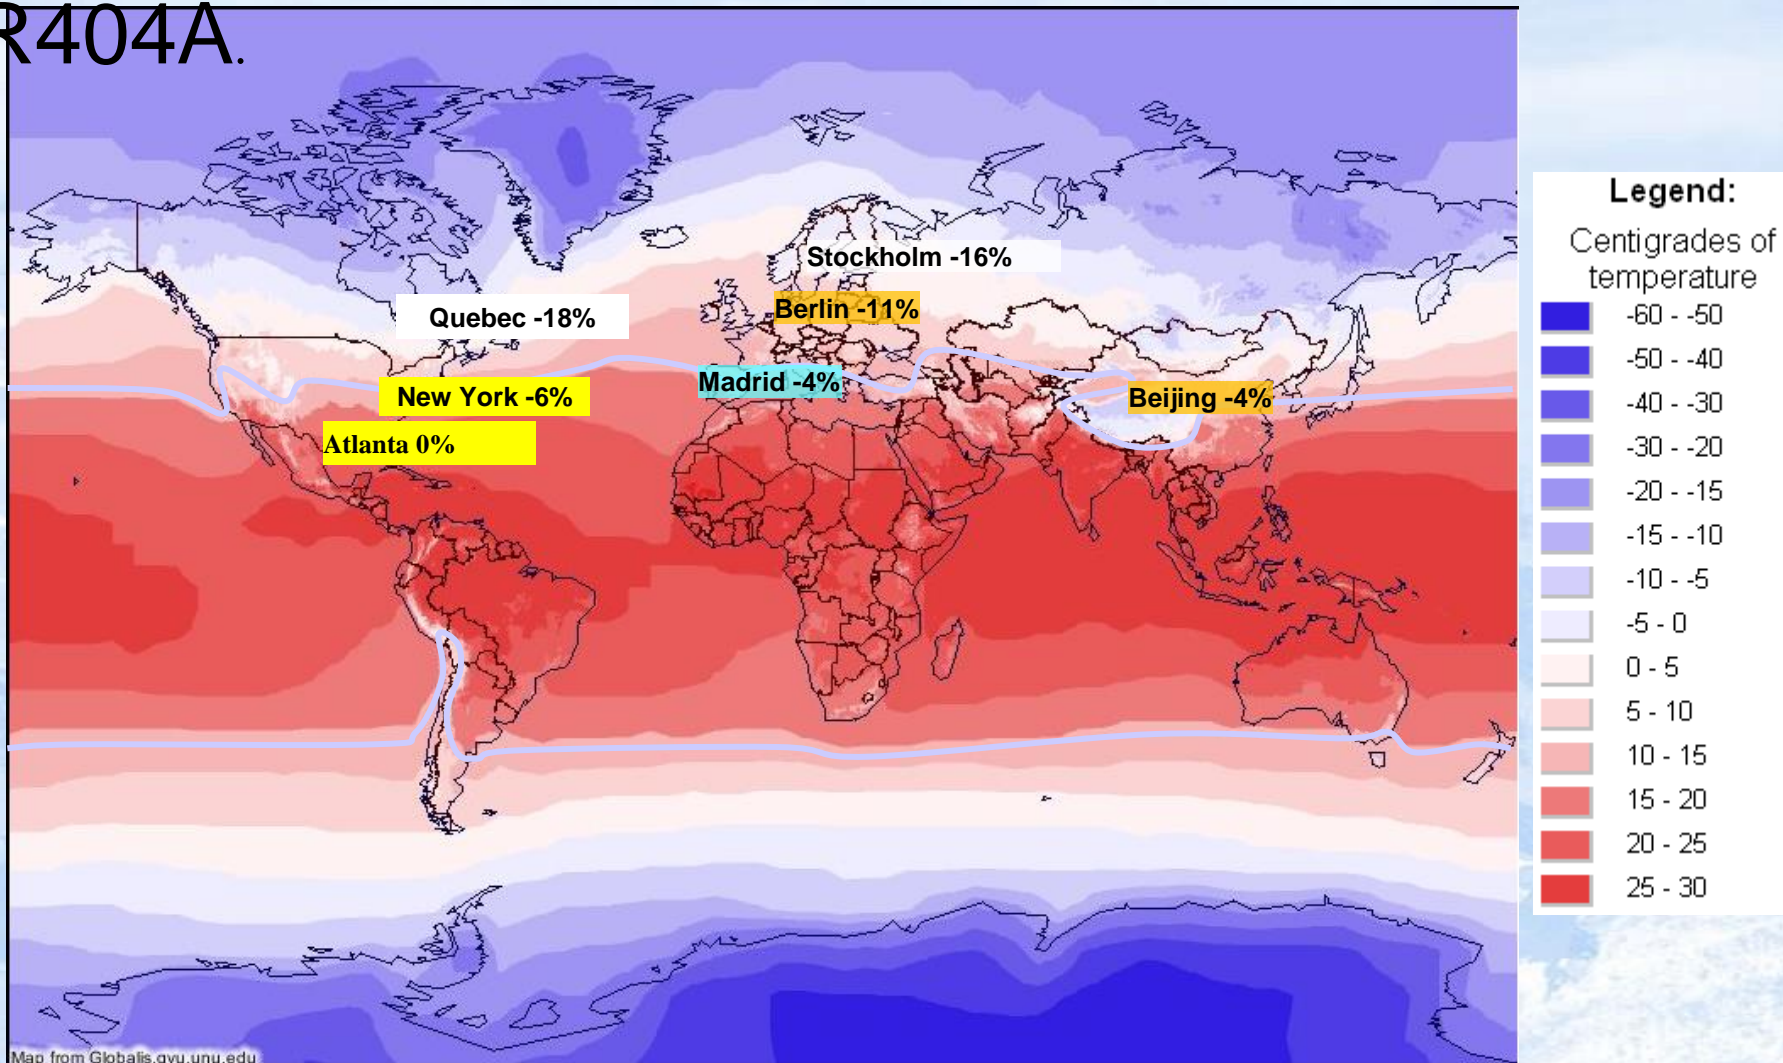 R404A.
Stockholm -16%
Berlin -11%
Quebec -18%
Madrid -4%
New York -6%
Beijing -4%
Atlanta 0%
Map from Globalis.gvu.unu.edu
Legend:
Centigrades of
temperature
-60 - -50
-50 - -40
-40 - -30
-30 - -20
-20 - -15
-15 - -10
-10 - -5
-5 - 0
0 - 5
5 - 10
10 - 15
15 - 20
20 - 25
25 - 30